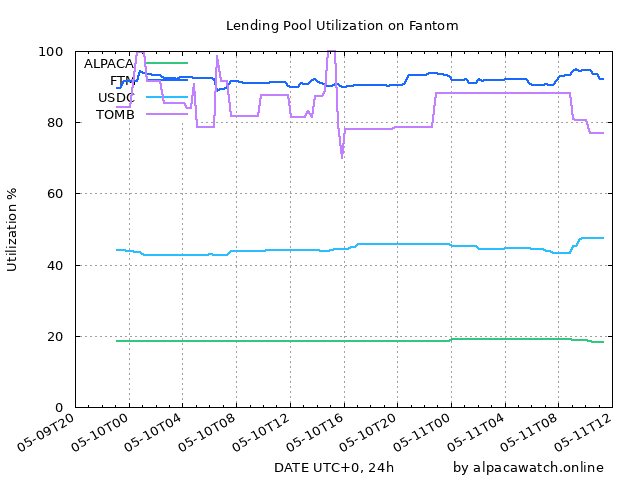 Lending Pool Utilization on Fantom
100
80
60
40
20
0
Utilization %
ALPACA
FTM
USDC
TOMB
05-09T20
05-10T00
05-10T04
05-10T08
05-10T12
05-10T16
05-10T20
05-11T00
05-11T04
05-11T08
05-11T12
DATE UTC+0, 24h
by alpacawatch.online